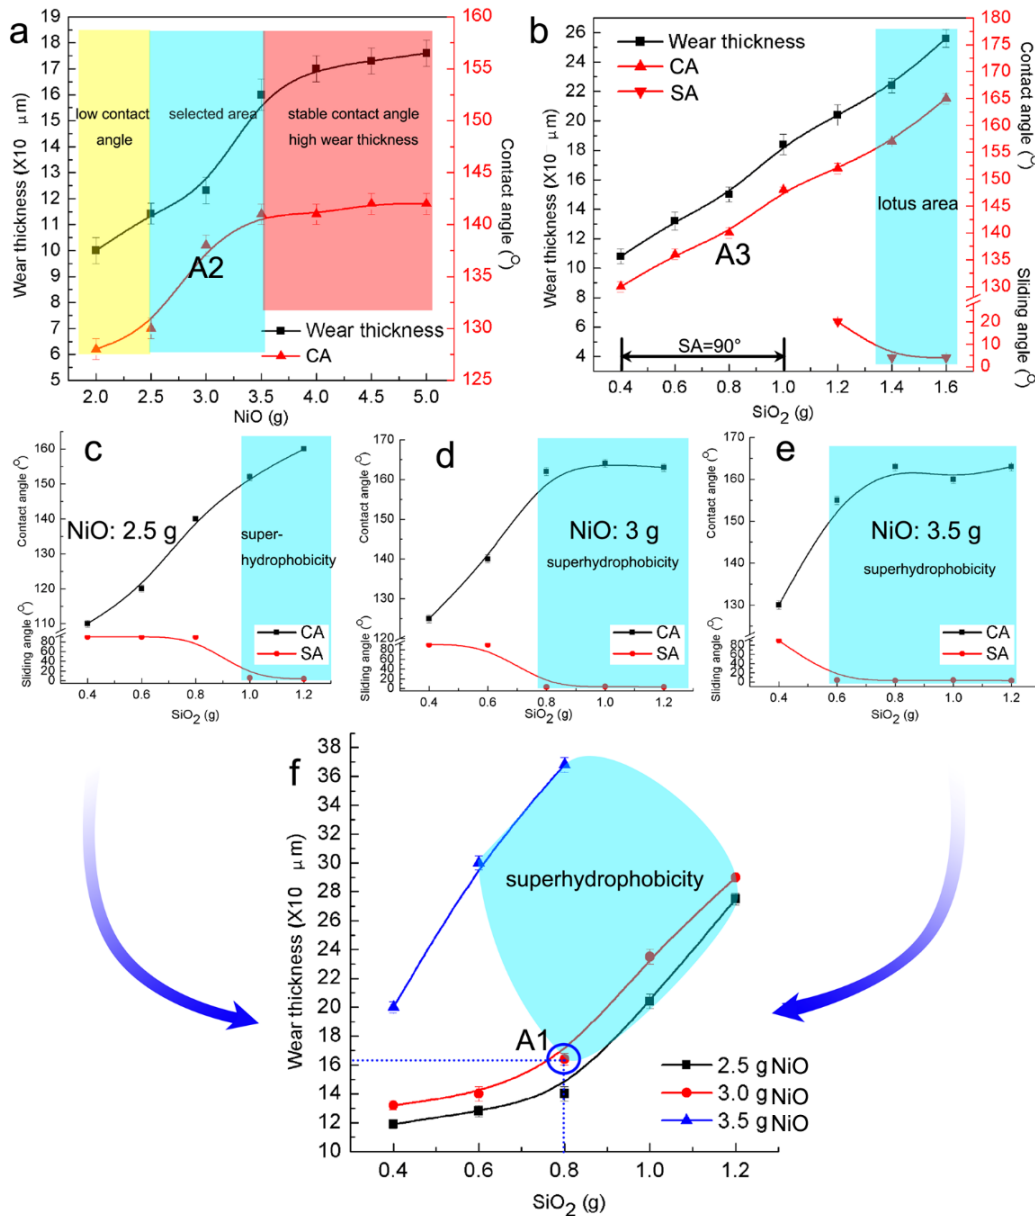 a
Wear thickness (X10 μm)
19
18
17
16
15
14
13
12
11
10
9
8
7
6
5
low contact
angle
selected area
stable contact angle
high wear thickness
A2
Wear thickness
CA
160
155
150
145
140
135
130
125
Contact angle(°)
2.0 2.5 3.0 3.5 4.0 4.5 5.0
NiO (g)
b
Wear thickness (X10 μm)
26
24
22
20
18
16
14
12
10
8
6
4
Wear thickness
CA
SA
A3
lotus area
SA=90°
180
175
170
165
160
155
150
145
140
135
130
20
10
0
Contact angle(°)
Sliding angle(°)
0.4 0.6 0.8 1.0 1.2 1.4 1.6
SiO2 (g)
c
Contact angle (°)
Sliding angle (°)
160
150
140
130
120
110
80
60
40
20
0
NiO: 2.5 g
super-
hydrophobicity
CA
SA
0.4 0.6 0.8 1.0 1.2
SiO2 (g)
d
Contact angle (°)
Sliding angle (°)
170
160
150
140
130
120
80
60
40
20
0
NiO: 3 g
superhydrophobicity
CA
SA
0.4 0.6 0.8 1.0 1.2
SiO2 (g)
e
Contact angle (°)
Sliding angle (°)
170
160
150
140
130
80
60
40
20
0
NiO: 3.5 g
superhydrophobicity
CA
SA
0.4 0.6 0.8 1.0 1.2
SiO2 (g)
f
Wear thickness (X10 μm)
38
36
34
32
30
28
26
24
22
20
18
16
14
12
10
superhydrophobicity
A1
2.5 g NiO
3.0 g NiO
3.5 g NiO
0.4 0.6 0.8 1.0 1.2
SiO2 (g)